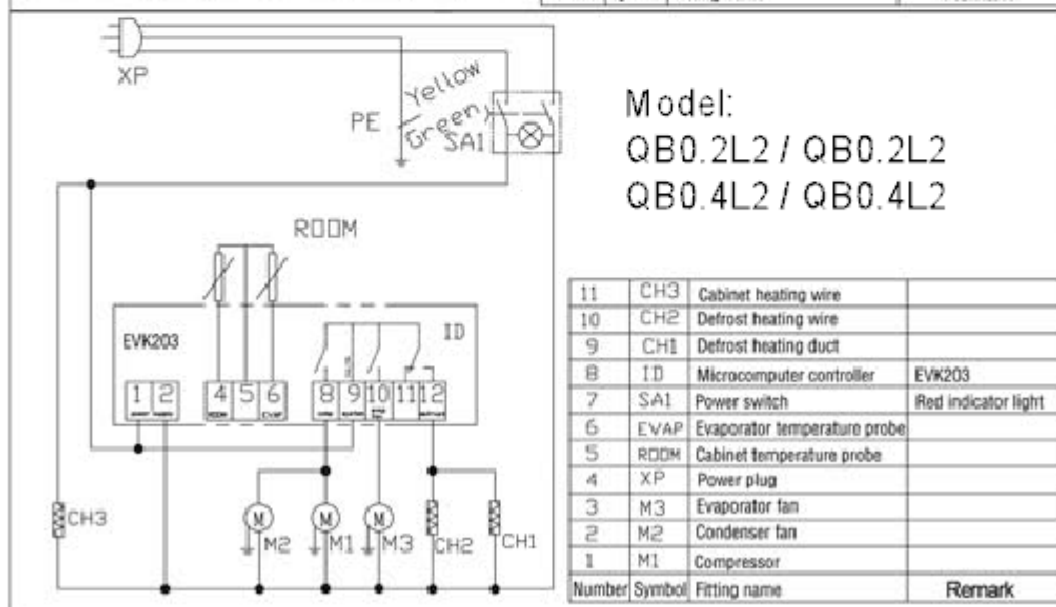 XP
Yellow
PE
Green
SA1
Model:
QB0.2L2 / QB0.2L2
QB0.4L2 / QB0.4L2
ROOM
EVK203
ID
1 2 4 5 6 8 9 10 11 12
ROOM EVAP
CH3
M M M
M2 M1 M3 CH2 CH1
11 CH3 Cabinet heating wire
10 CH2 Defrost heating wire
9 CH1 Defrost heating duct
8 ID Microcomputer controller EVK203
7 SA1 Power switch Red indicator light
6 EVAP Evaporator temperature probe
5 ROOM Cabinet temperature probe
4 XP Power plug
3 M3 Evaporator fan
2 M2 Condenser fan
1 M1 Compressor
Number Symbol Fitting name Remark